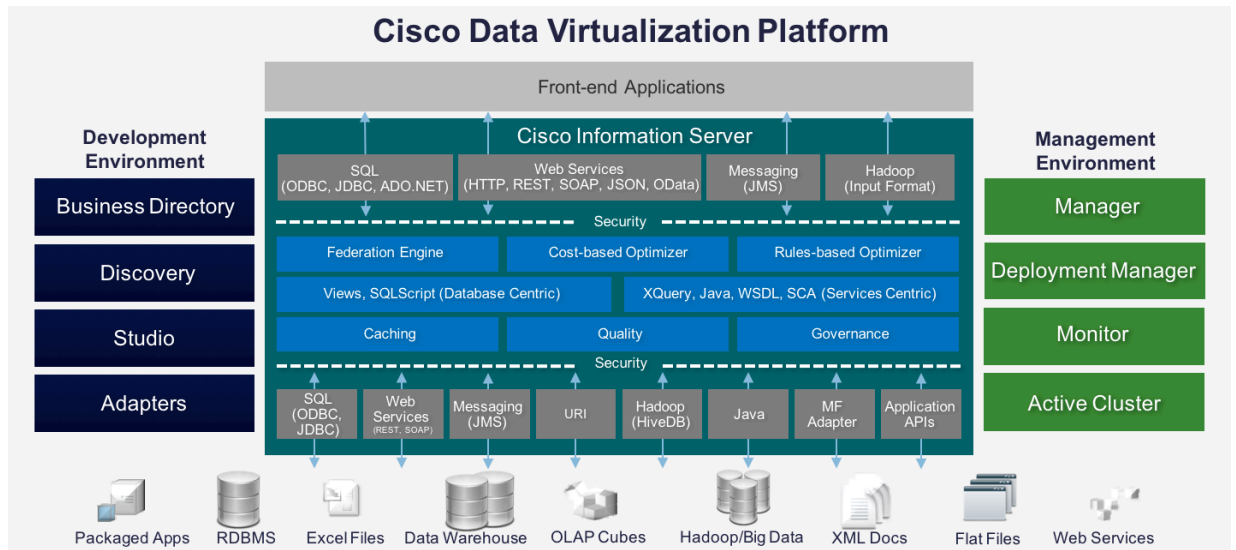 Cisco Data Virtualization Platform
Front-end Applications
Development
Environment
Business Directory
Discovery
Studio
Adapters
Cisco Information Server
SQL
(ODBC, JDBC, ADO.NET)
Web Services
(HTTP, REST, SOAP, JSON, OData)
Messaging
(JMS)
Hadoop
(Input Format)
Security
Federation Engine
Cost-based Optimizer
Rules-based Optimizer
Views, SQLScript (Database Centric)
XQuery, Java, WSDL, SCA (Services Centric)
Caching
Quality
Governance
Security
SQL
(ODBC,
JDBC)
Web
Services
(REST, SOAP)
Messaging
(JMS)
URI
Hadoop
(HiveDB)
Java
MF
Adapter
Application
APIs
Management
Environment
Manager
Deployment Manager
Monitor
Active Cluster
Packaged Apps
RDBMS
Excel Files
Data Warehouse
OLAP Cubes
Hadoop/Big Data
XML Docs
Flat Files
Web Services